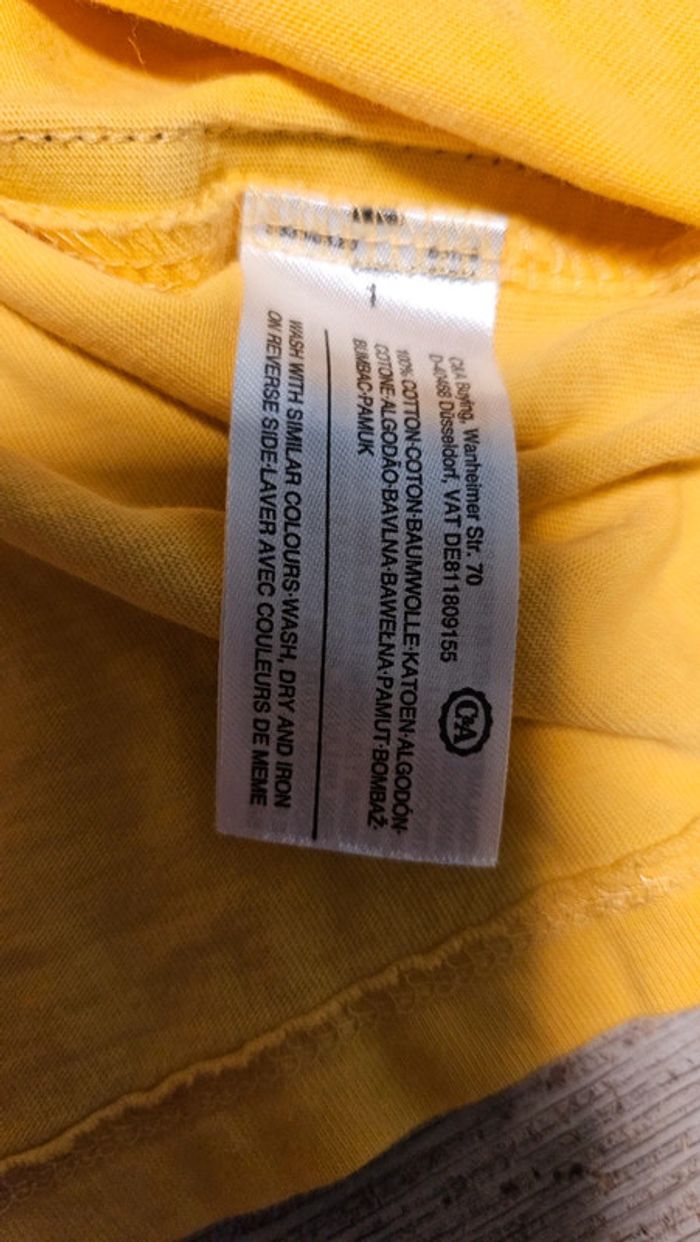 C&A
C&A Buying, Wanheimer Str. 70
D-40468 Düsseldorf, VAT DE811809155
100% COTTON·COTON·BAUMWOLLE·KATOEN·ALGODÓN·
COTONE·ALGODÃO·BAVLNA·BAWEŁNA·PAMUT·BOMBAŽ·
BUMBAC·PAMUK
WASH WITH SIMILAR COLOURS·WASH, DRY AND IRON
ON REVERSE SIDE·LAVER AVEC COULEURS DE MEME